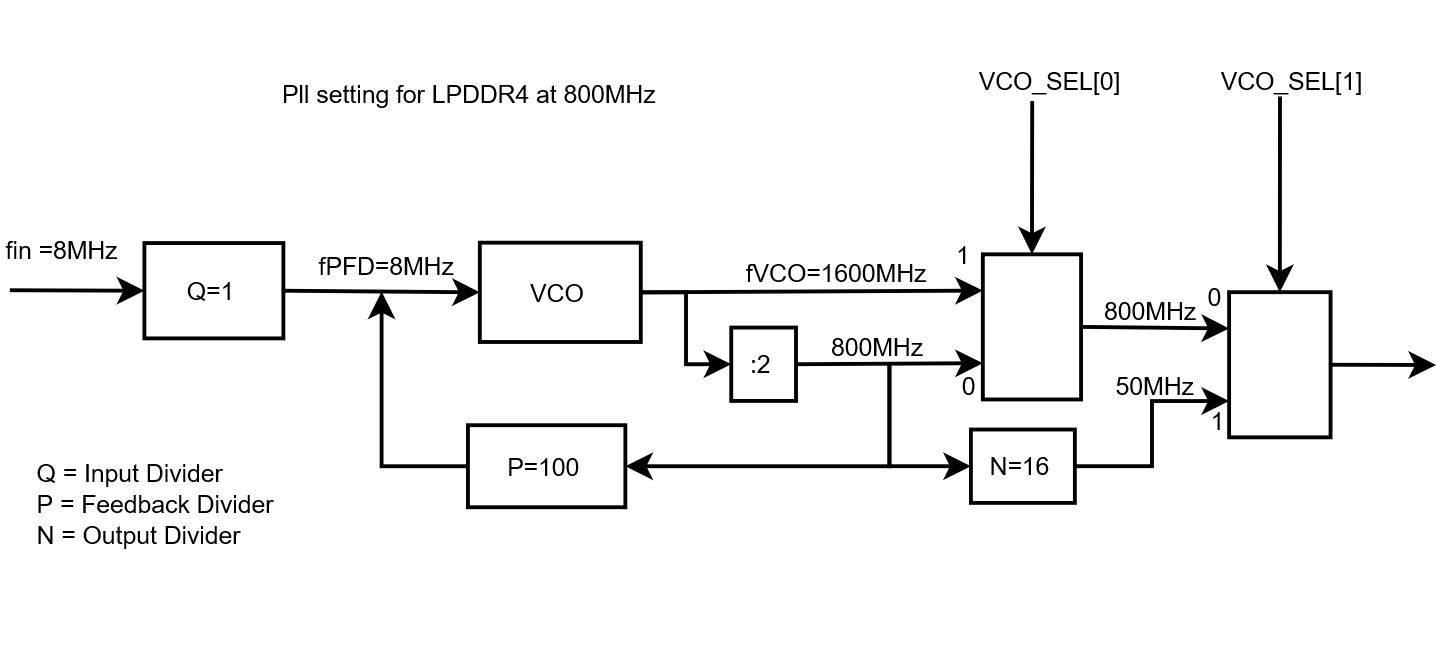 Pll setting for LPDDR4 at 800MHz
VCO_SEL[0]
VCO_SEL[1]
fin =8MHz
Q=1
fPFD=8MHz
VCO
fVCO=1600MHz
1
:2
800MHz
0
800MHz
0
50MHz
1
P=100
N=16
Q = Input Divider
P = Feedback Divider
N = Output Divider